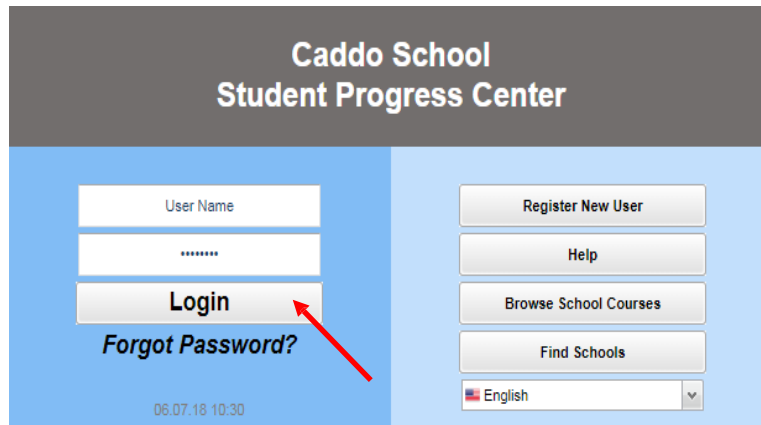 Caddo School
Student Progress Center
User Name
••••••••
Login
Forgot Password?
06.07.18 10:30
Register New User
Help
Browse School Courses
Find Schools
English